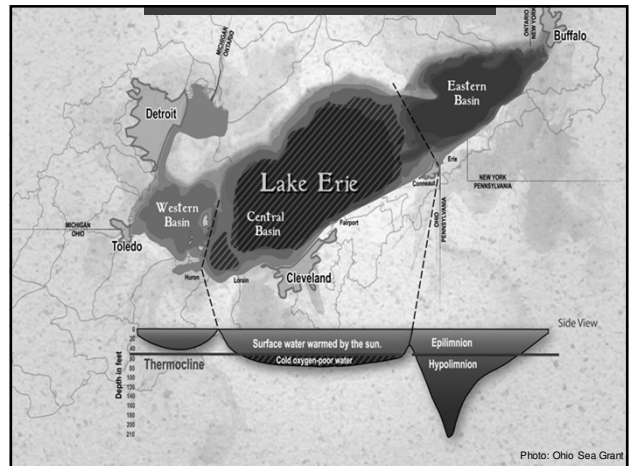 ONTARIO
NEW YORK
Buffalo
MICHIGAN
ONTARIO
Eastern
Basin
Detroit
Lake Erie
Erie
Conneaut
NEW YORK
PENNSYLVANIA
Western
Basin
Central
Basin
OHIO
PENNSYLVANIA
Fairport
MICHIGAN
OHIO
Toledo
Huron
Lorain
Cleveland
Side View
Depth in feet
0
30
60
90
120
150
180
210
Surface water warmed by the sun.
Epilimnion
Thermocline
Cold oxygen-poor water
Hypolimnion
Photo: Ohio Sea Grant